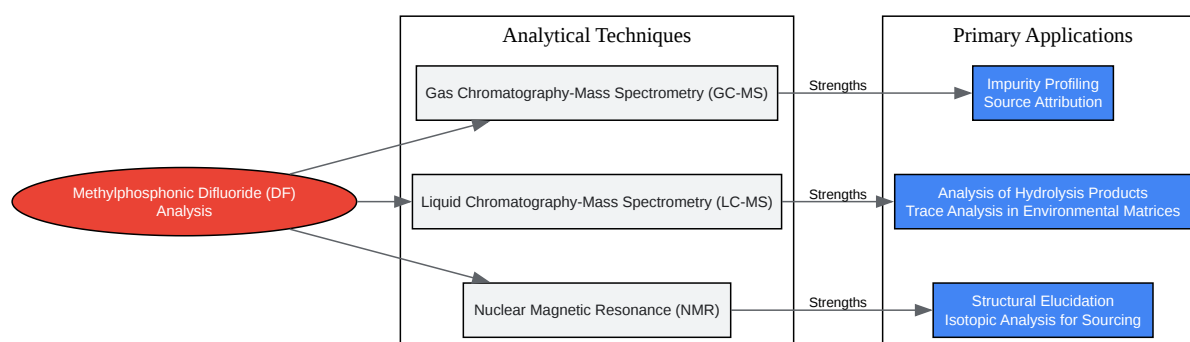 Methylphosphonic Difluoride (DF)
Analysis
Analytical Techniques
Gas Chromatography-Mass Spectrometry (GC-MS)
Liquid Chromatography-Mass Spectrometry (LC-MS)
Nuclear Magnetic Resonance (NMR)
Strengths
Strengths
Strengths
Primary Applications
Impurity Profiling
Source Attribution
Analysis of Hydrolysis Products
Trace Analysis in Environmental Matrices
Structural Elucidation
Isotopic Analysis for Sourcing